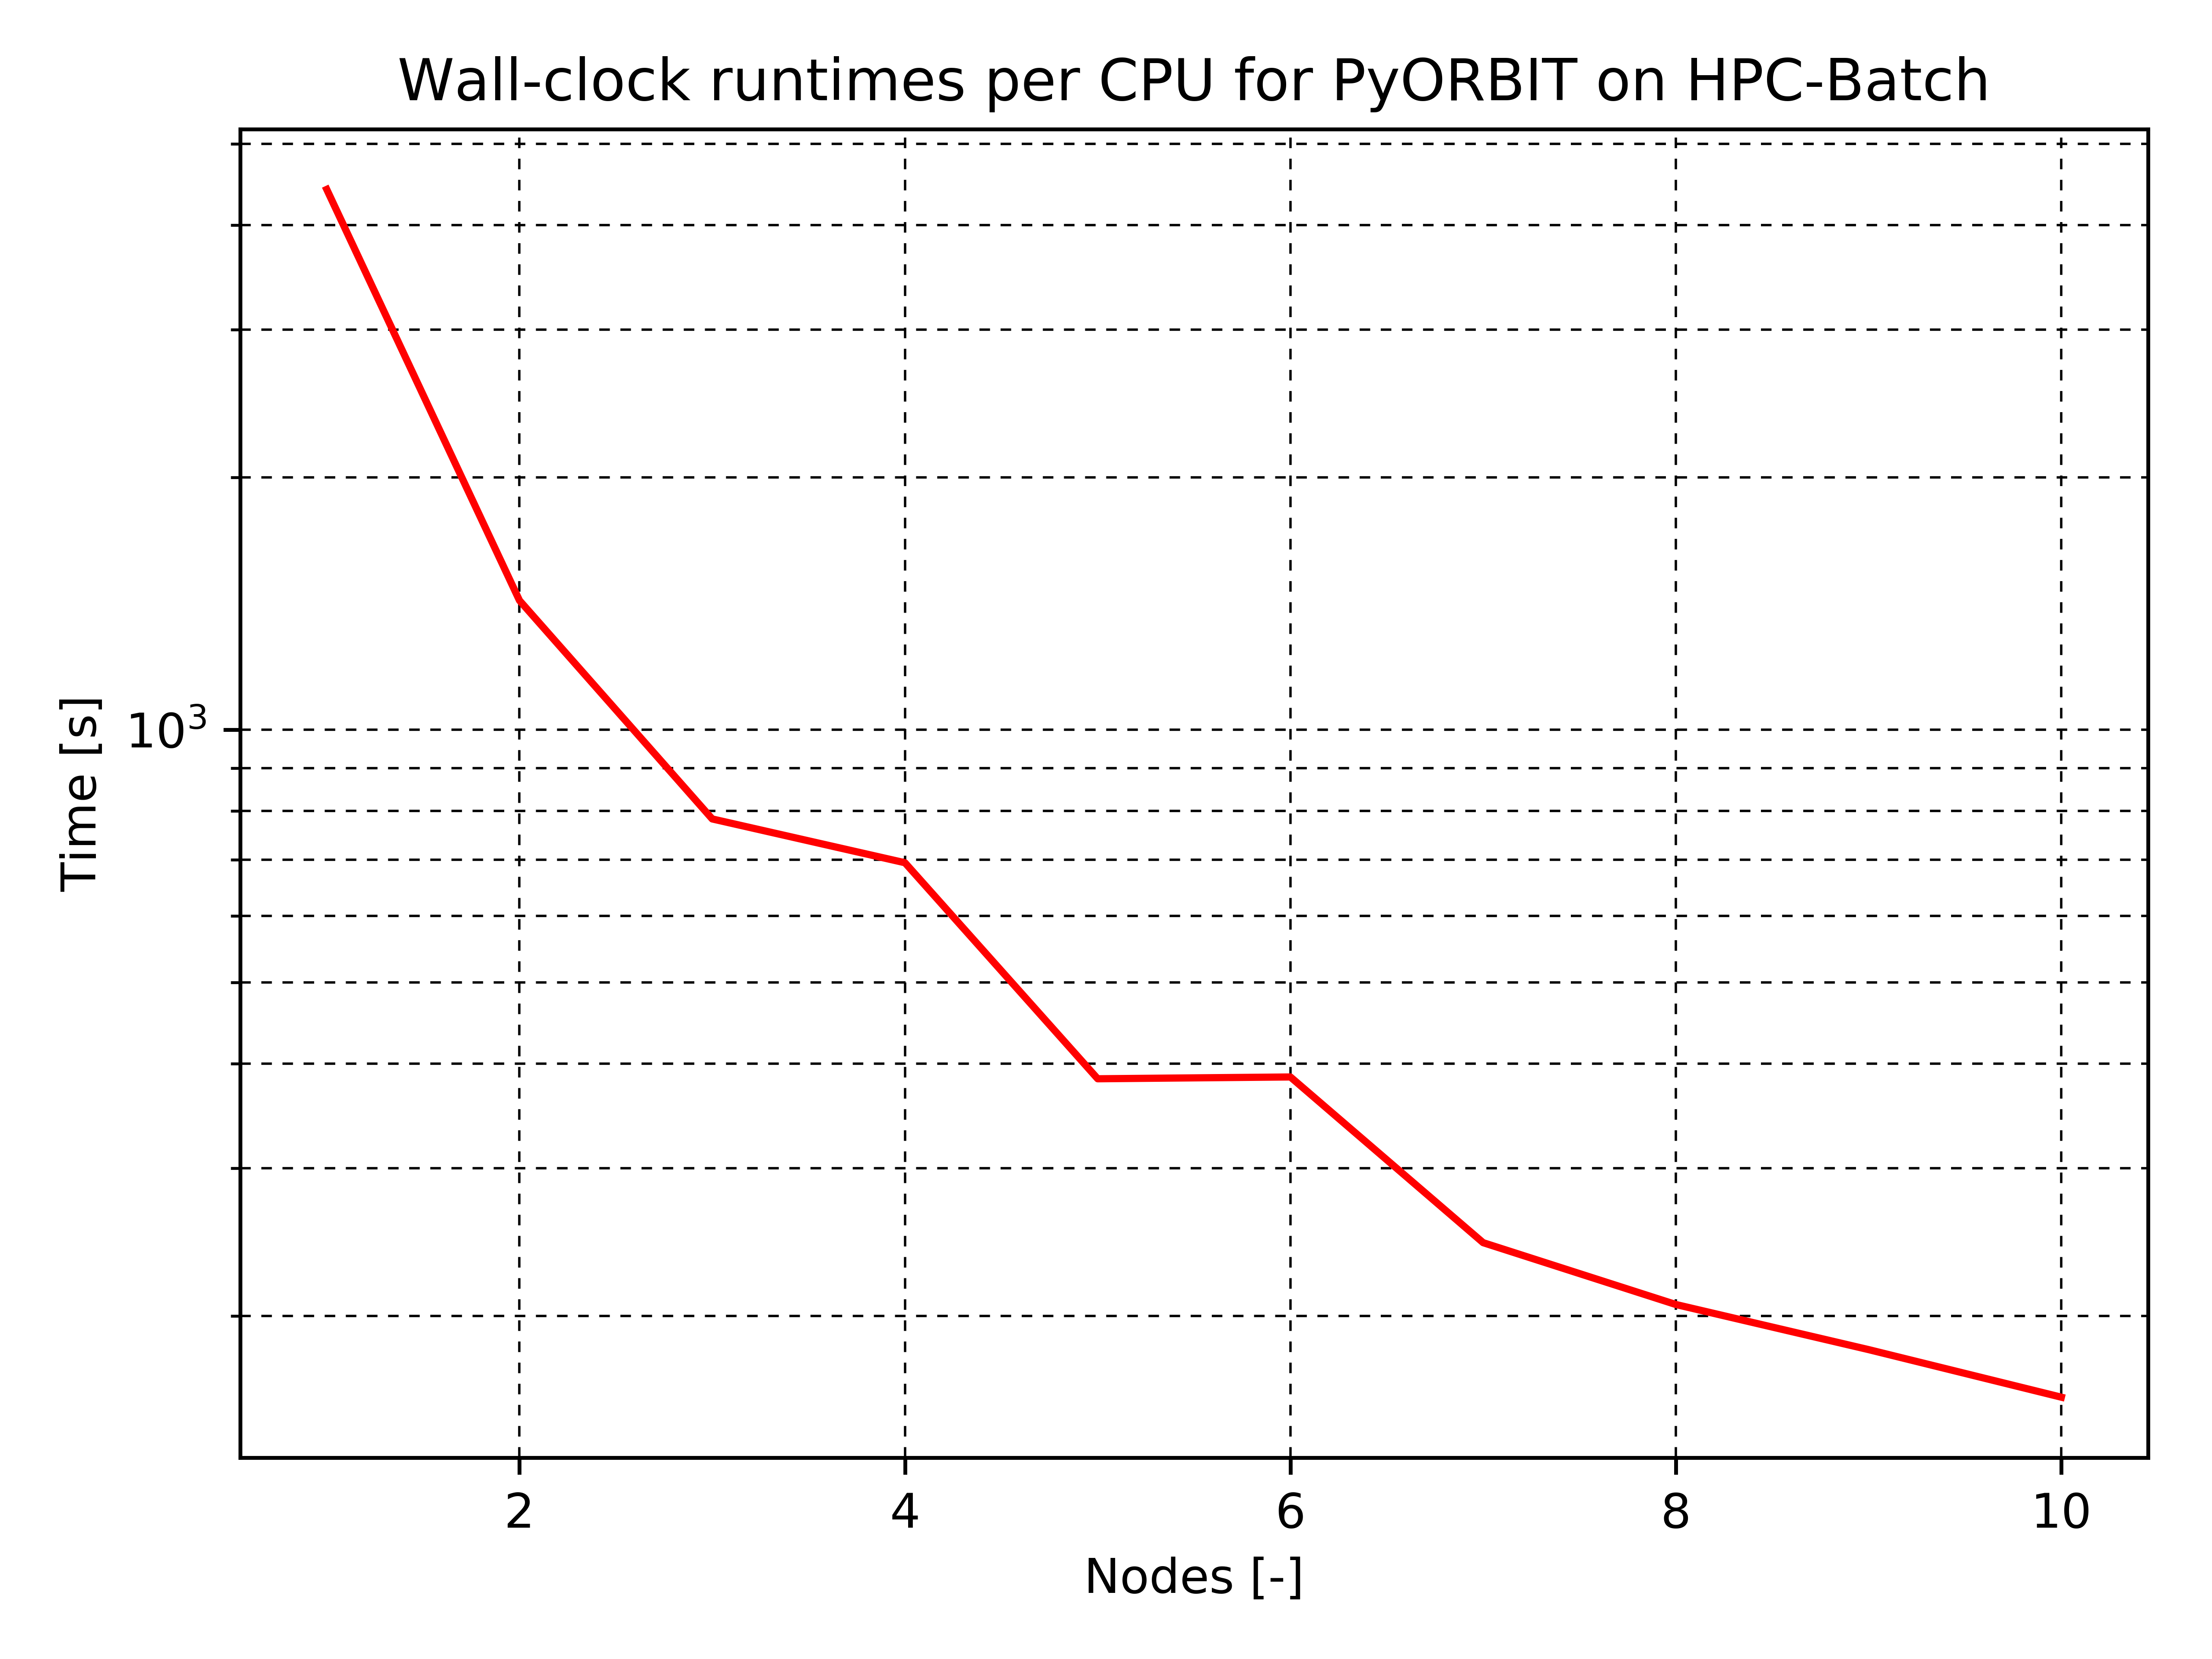 Wall-clock runtimes per CPU for PyORBIT on HPC-Batch
Time [s]
10³
2 4 6 8 10
Nodes [-]